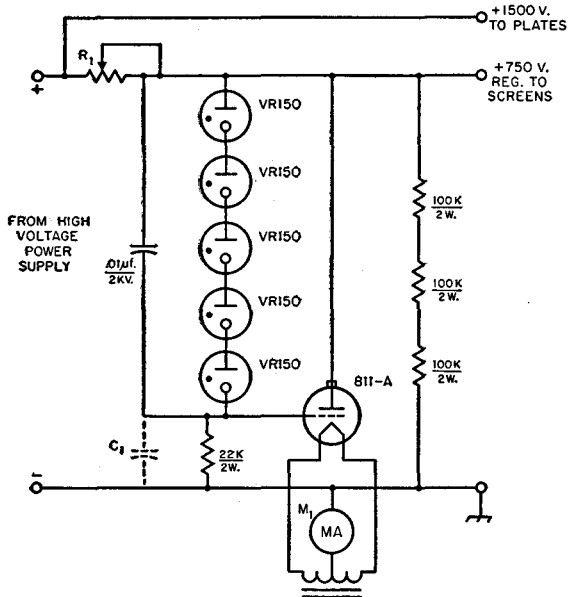 +1500 V.
TO PLATES
R1
+
+750 V.
REG. TO
SCREENS
VR150
VR150
VR150
VR150
VR150
FROM HIGH
VOLTAGE
POWER
SUPPLY
.01µf.
2KV.
100K
2W.
100K
2W.
100K
2W.
811-A
C1
22K
2W.
-
M1
MA